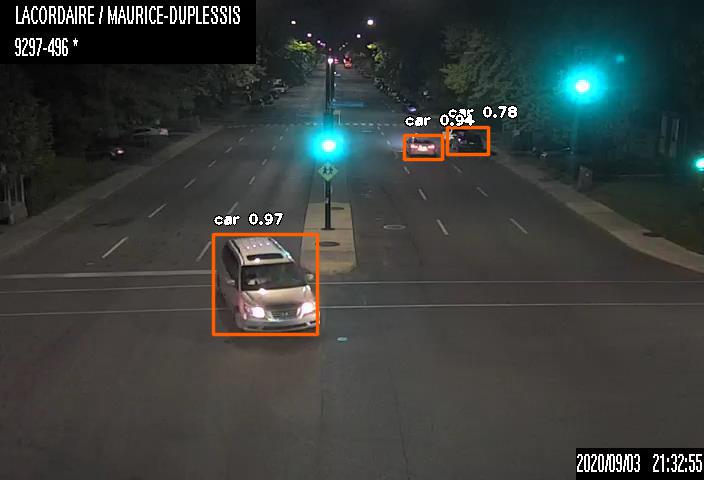 LACORDAIRE / MAURICE-DUPLESSIS
9297-496 *
car 0.94
car 0.78
car 0.97
2020/09/03 21:32:55